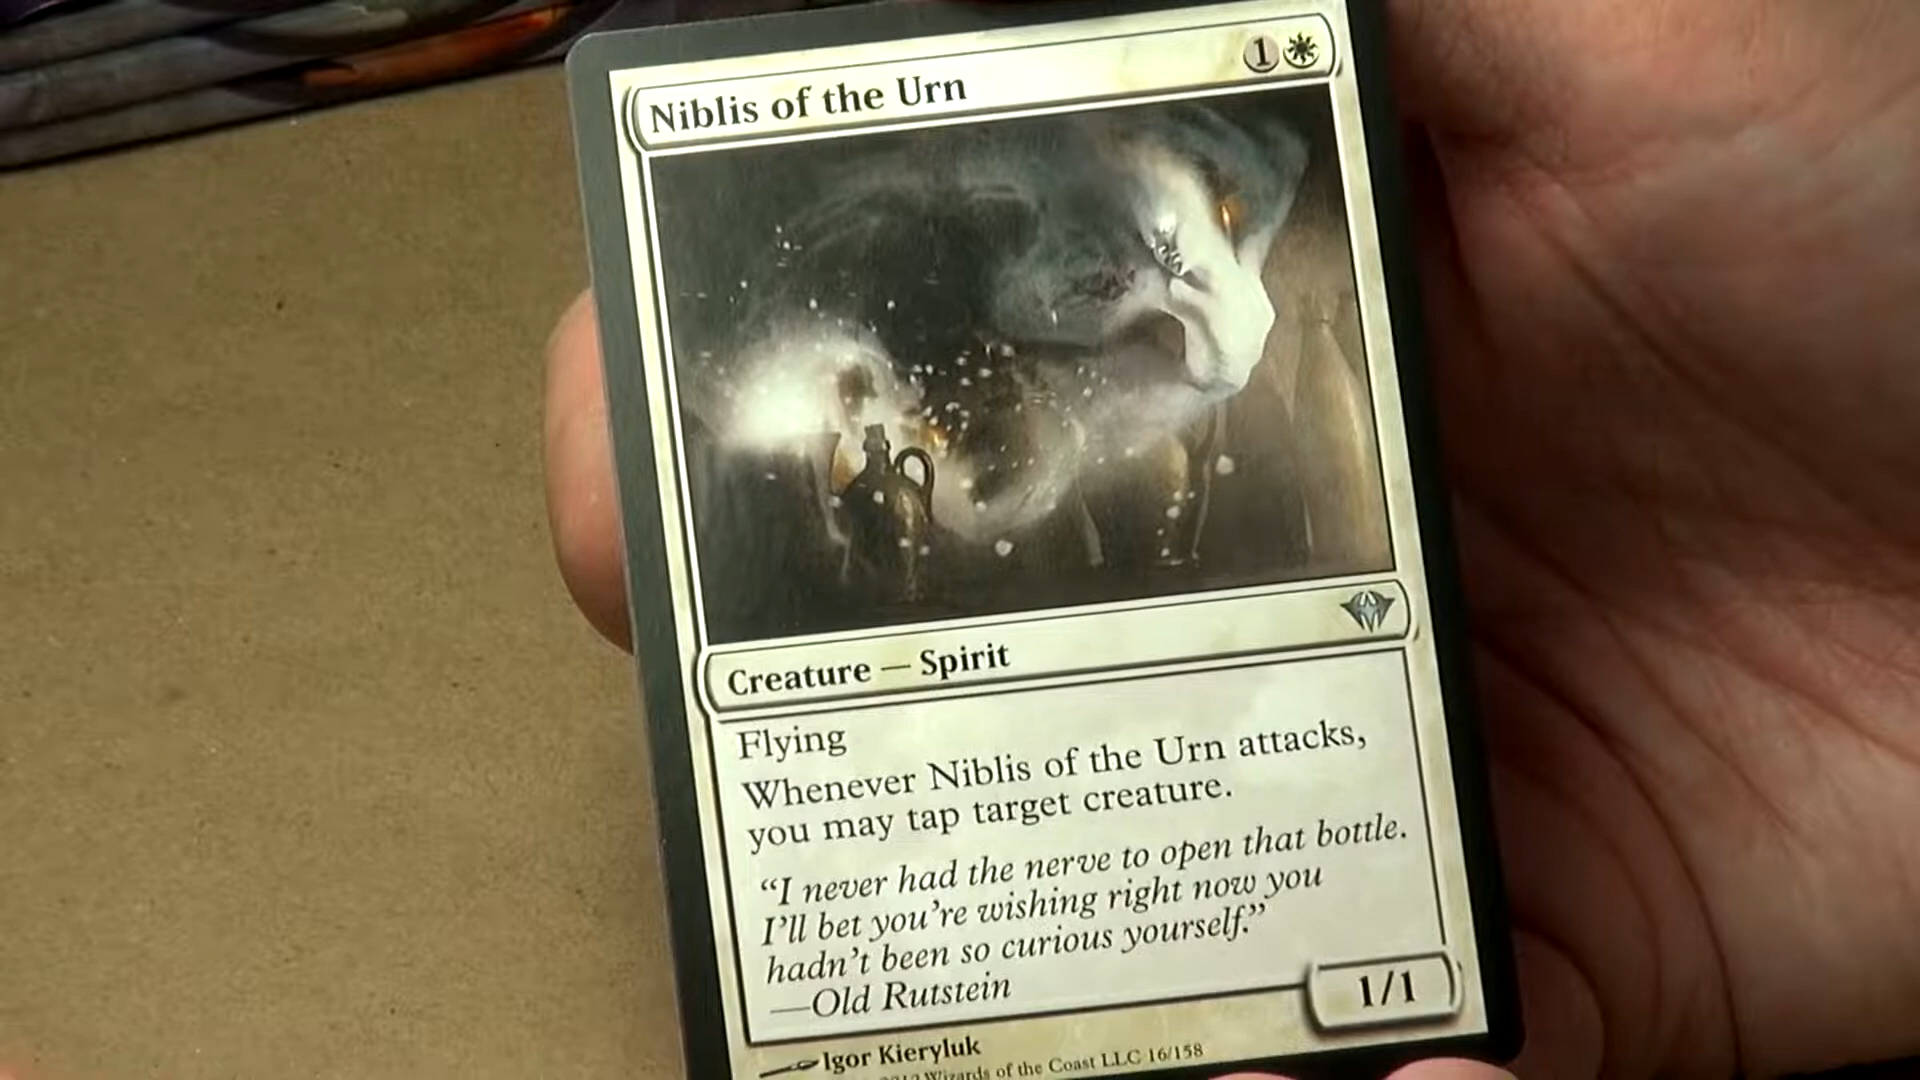 Niblis of the Urn 1
Creature — Spirit
Flying
Whenever Niblis of the Urn attacks,
you may tap target creature.
“I never had the nerve to open that bottle.
I’ll bet you’re wishing right now you
hadn’t been so curious yourself.”
—Old Rutstein
1/1
Igor Kieryluk
Wizards of the Coast LLC 16/158